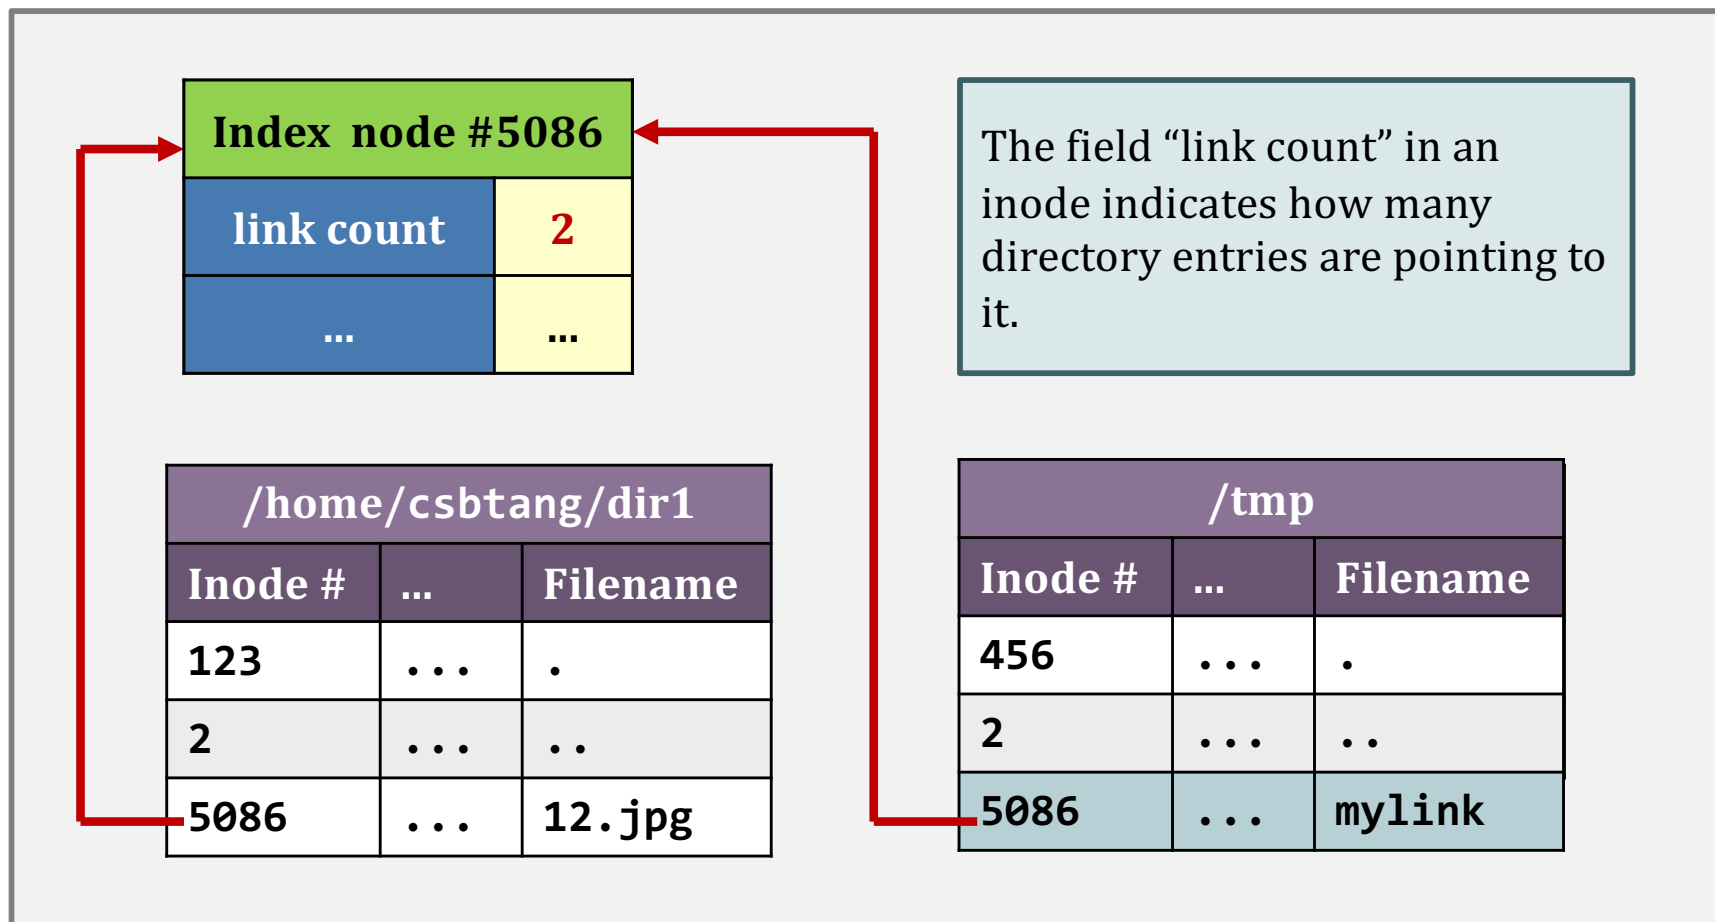 Index node #5086
link count 2
... ...
The field “link count” in an
inode indicates how many
directory entries are pointing to
it.
/home/csbtang/dir1
Inode # ... Filename
123 ... .
2 ... ..
5086 ... 12.jpg
/tmp
Inode # ... Filename
456 ... .
2 ... ..
5086 ... mylink